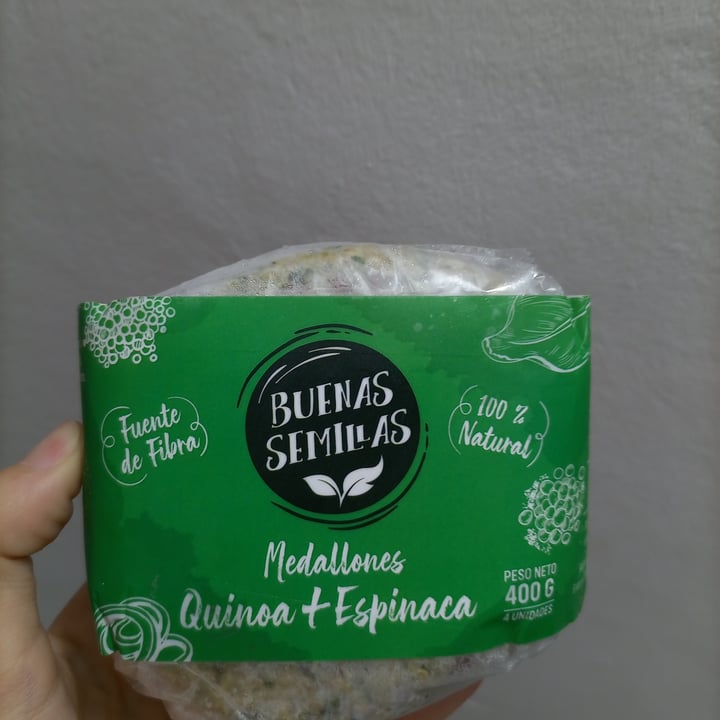 BUENAS
SEMILLAS
Fuente
de Fibra
100 %
Natural
Medallones
Quinoa + Espinaca
PESO NETO
400 G
4 UNIDADES